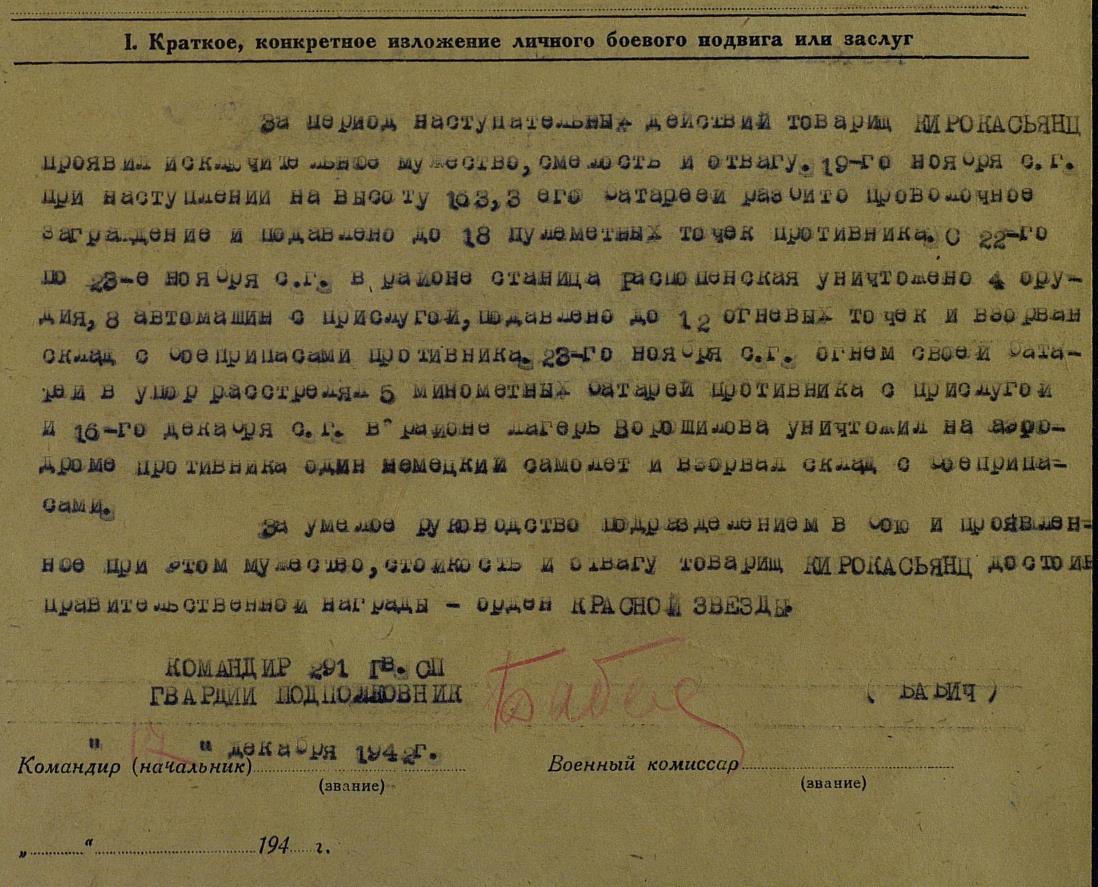 I. Краткое, конкретное изложение личного боевого подвига или заслуг
За период наступательных действий товарищ КИРОКАСЬЯНЦ
проявил исключительное мужество, смелость и отвагу. 19-го ноября с.г.
при наступлении на высоту 163,3 его батареей разбито проволочное
заграждение и подавлено до 18 пулеметных точек противника. С 22-го
по 23-е ноября с.г. в районе станица Распопенская уничтожено 4 ору-
дия, 8 автомашин с прислугой, подавлено до 12 огневых точек и взорван
склад с боеприпасами противника. 23-го ноября с.г. огнем своей бата-
реи в упор расстрелял 5 минометных батарей противника с прислугой
и 16-го декабря с.г. в районе лагерь Ворошилова уничтожил на аэро-
дроме противника один немецкий самолет и взорвал склад с боеприпа-
сами.
За умелое руководство подразделением в бою и проявлен-
ное при этом мужество, стойкость и отвагу товарищ КИРОКАСЬЯНЦ достоин
правительственной награды - орден КРАСНОЙ ЗВЕЗДЫ.
КОМАНДИР 291 ГВ. СП
ГВАРДИИ ПОДПОЛКОВНИК ( БАБИЧ )
" 17 " декабря 1942г.
Командир (начальник) Военный комиссар
(звание) (звание)
„ “ 194 г.